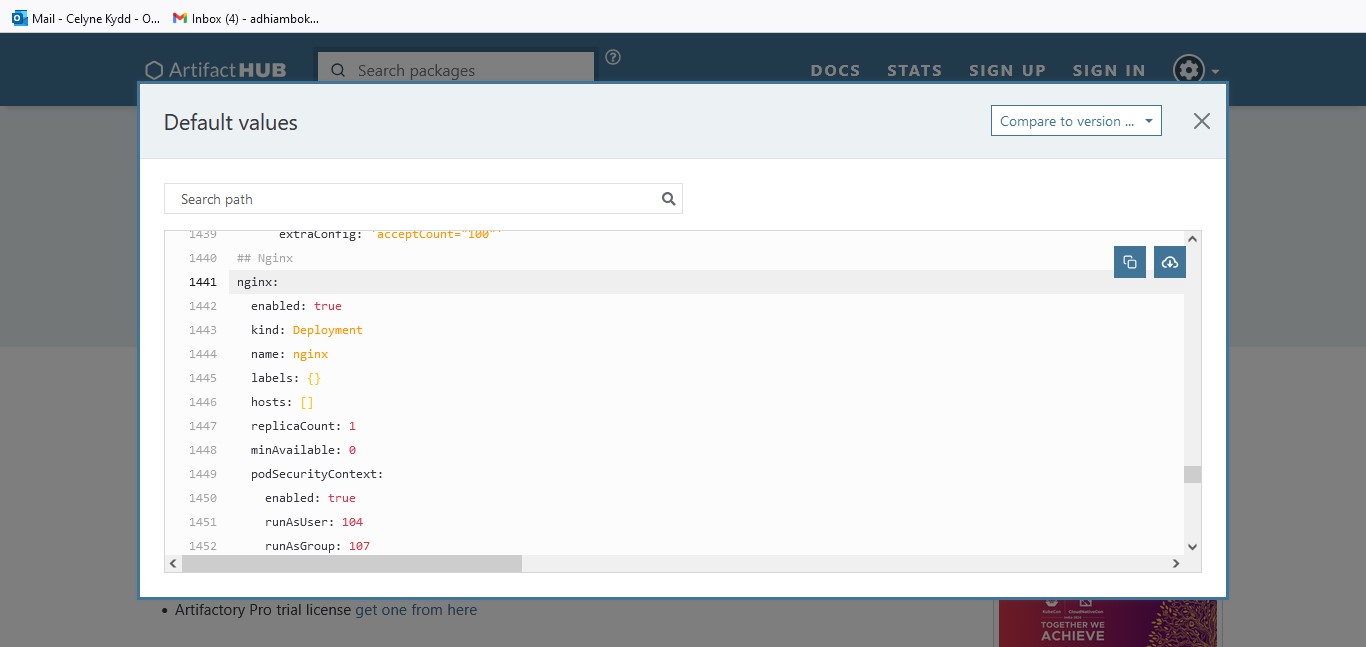 Mail - Celyne Kydd - O... Inbox (4) - adhiambok...
ArtifactHUB Search packages DOCS STATS SIGN UP SIGN IN
Default values Compare to version ...
Search path
1439 extraConfig: 'acceptCount="100"'
1440 ## Nginx
1441 nginx:
1442 enabled: true
1443 kind: Deployment
1444 name: nginx
1445 labels: {}
1446 hosts: []
1447 replicaCount: 1
1448 minAvailable: 0
1449 podSecurityContext:
1450 enabled: true
1451 runAsUser: 104
1452 runAsGroup: 107
• Artifactory Pro trial license get one from here
KubeCon CloudNativeCon
TOGETHER WE
ACHIEVE